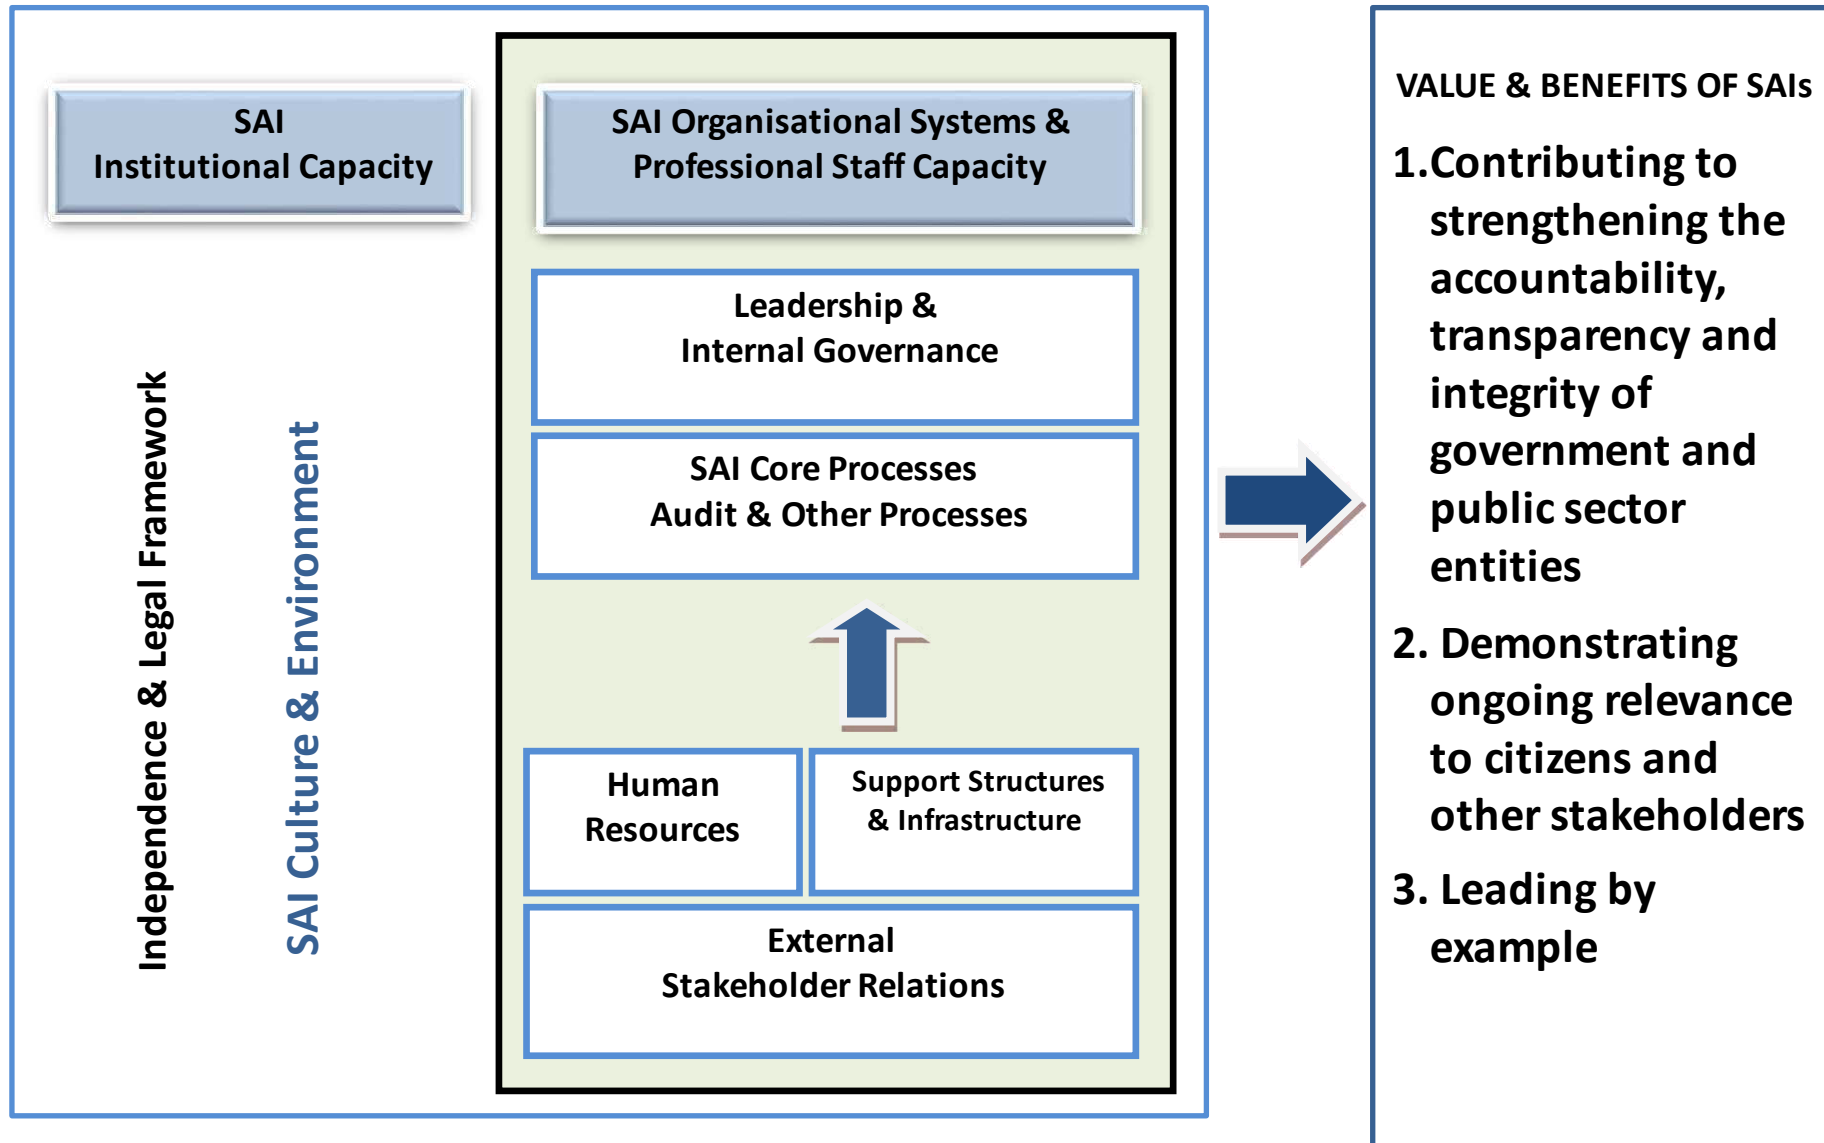 SAI
Institutional Capacity
Independence & Legal Framework
SAI Culture & Environment
SAI Organisational Systems &
Professional Staff Capacity
Leadership &
Internal Governance
SAI Core Processes
Audit & Other Processes
Human
Resources
Support Structures
& Infrastructure
External
Stakeholder Relations
VALUE & BENEFITS OF SAIs
1.Contributing to
strengthening the
accountability,
transparency and
integrity of
government and
public sector
entities
2. Demonstrating
ongoing relevance
to citizens and
other stakeholders
3. Leading by
example